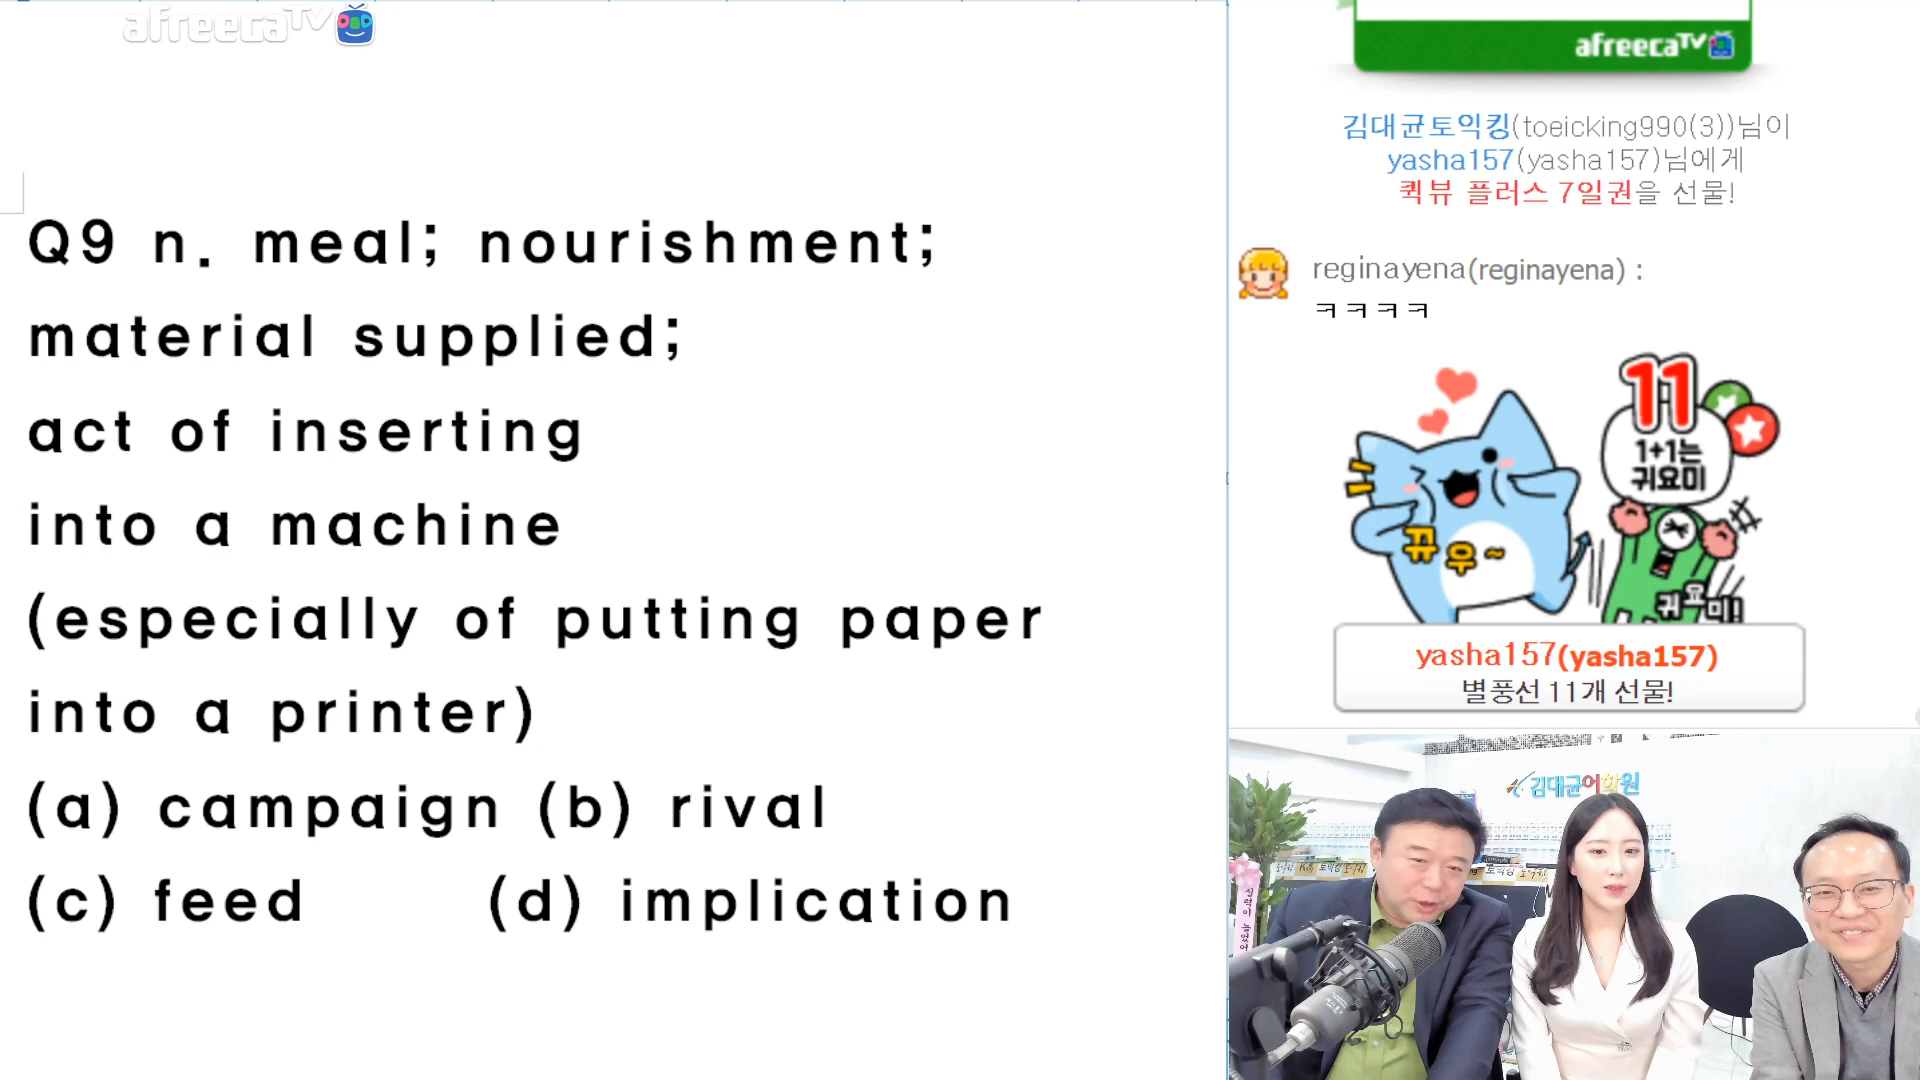 afreecaTV
Q9 n. meal; nourishment;
material supplied;
act of inserting
into a machine
(especially of putting paper
into a printer)
(a) campaign (b) rival
(c) feed (d) implication
afreecaTV
김대균토익킹(toeicking990(3))님이
yasha157(yasha157)님에게
퀵뷰 플러스 7일권을 선물!
reginayena(reginayena) :
ㅋㅋㅋㅋ
11
1+1는
귀요미
뀨우~
귀요미!
yasha157(yasha157)
별풍선 11개 선물!
김대균어학원